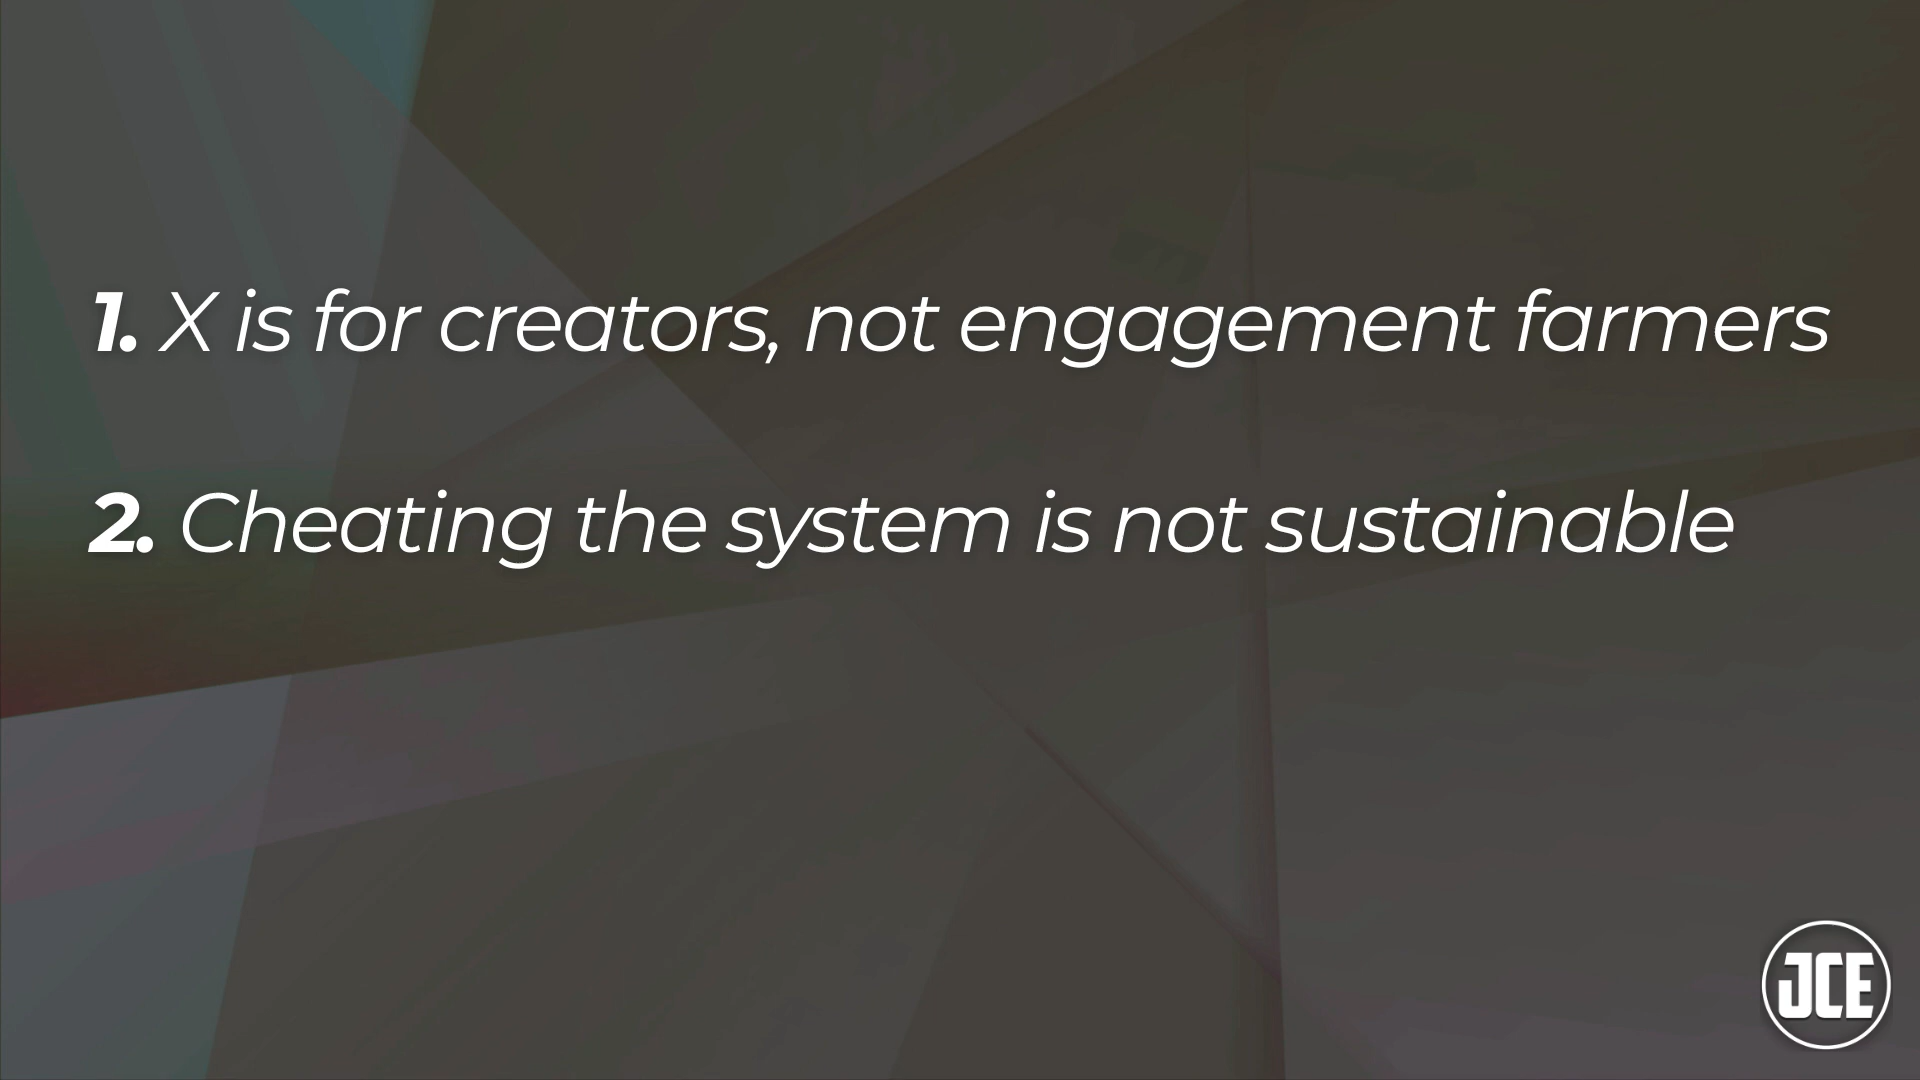 1. X is for creators, not engagement farmers
2. Cheating the system is not sustainable
JCE